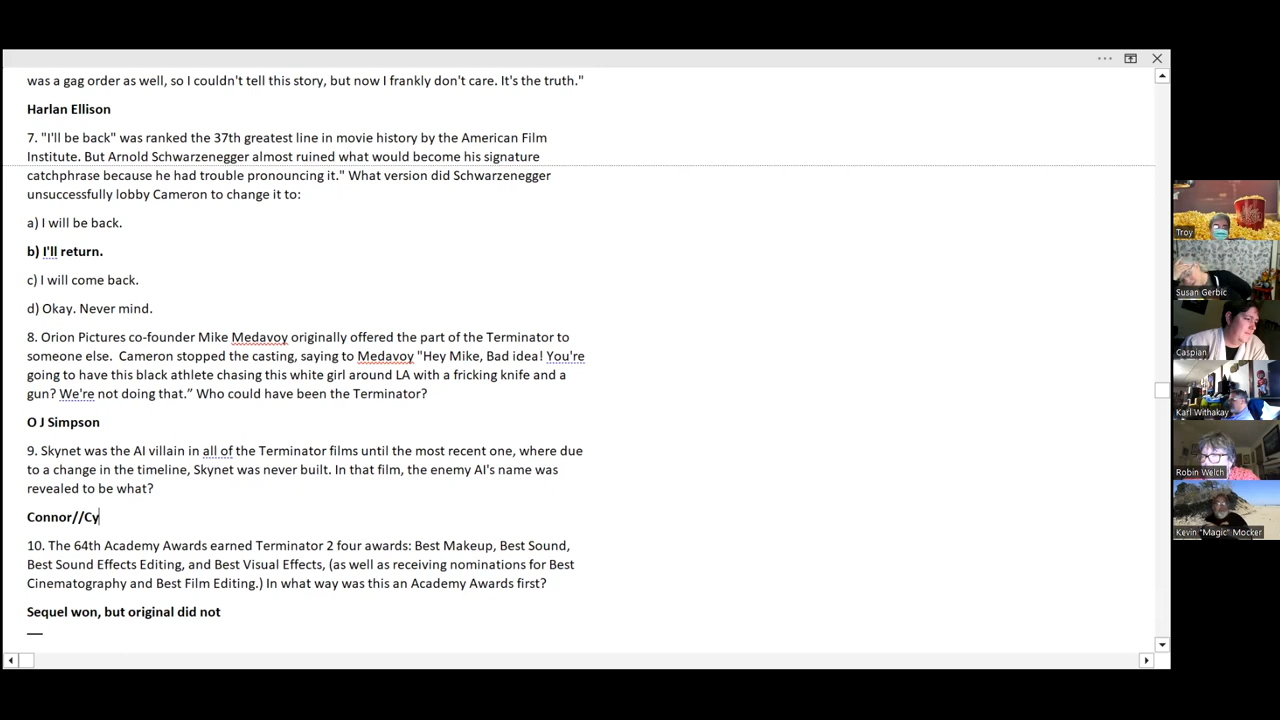 was a gag order as well, so I couldn't tell this story, but now I frankly don't care. It's the truth."
Harlan Ellison
7. "I'll be back" was ranked the 37th greatest line in movie history by the American Film
Institute. But Arnold Schwarzenegger almost ruined what would become his signature
catchphrase because he had trouble pronouncing it." What version did Schwarzenegger
unsuccessfully lobby Cameron to change it to:
a) I will be back.
b) I'll return.
c) I will come back.
d) Okay. Never mind.
8. Orion Pictures co-founder Mike Medavoy originally offered the part of the Terminator to
someone else.  Cameron stopped the casting, saying to Medavoy "Hey Mike, Bad idea! You're
going to have this black athlete chasing this white girl around LA with a fricking knife and a
gun? We're not doing that.” Who could have been the Terminator?
O J Simpson
9. Skynet was the AI villain in all of the Terminator films until the most recent one, where due
to a change in the timeline, Skynet was never built. In that film, the enemy AI's name was
revealed to be what?
Connor//Cy
10. The 64th Academy Awards earned Terminator 2 four awards: Best Makeup, Best Sound,
Best Sound Effects Editing, and Best Visual Effects, (as well as receiving nominations for Best
Cinematography and Best Film Editing.) In what way was this an Academy Awards first?
Sequel won, but original did not
Troy
Susan Gerbic
Caspian
Karl Withakay
Robin Welch
Kevin "Magic" Mocker